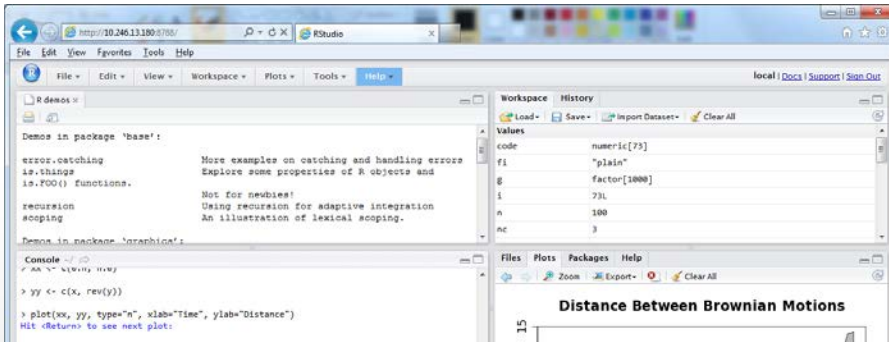 http://10.246.13.180:8788/
RStudio
File Edit View Favorites Tools Help
File Edit View Workspace Plots Tools Help
local | Docs | Support | Sign Out
R demos
Demos in package 'base':
error.catching More examples on catching and handling errors
is.things Explore some properties of R objects and
is.FOO() functions.
Not for newbies!
recursion Using recursion for adaptive integration
scoping An illustration of lexical scoping.
Demos in package 'graphics':
Workspace History
Load Save Import Dataset Clear All
Values
code numeric[73]
fi "plain"
g factor[1000]
i 73L
n 100
nc 3
Console ~/
> xx <- c(0:n, n:0)
> yy <- c(x, rev(y))
> plot(xx, yy, type="n", xlab="Time", ylab="Distance")
Hit <Return> to see next plot:
Files Plots Packages Help
Zoom Export Clear All
Distance Between Brownian Motions
15